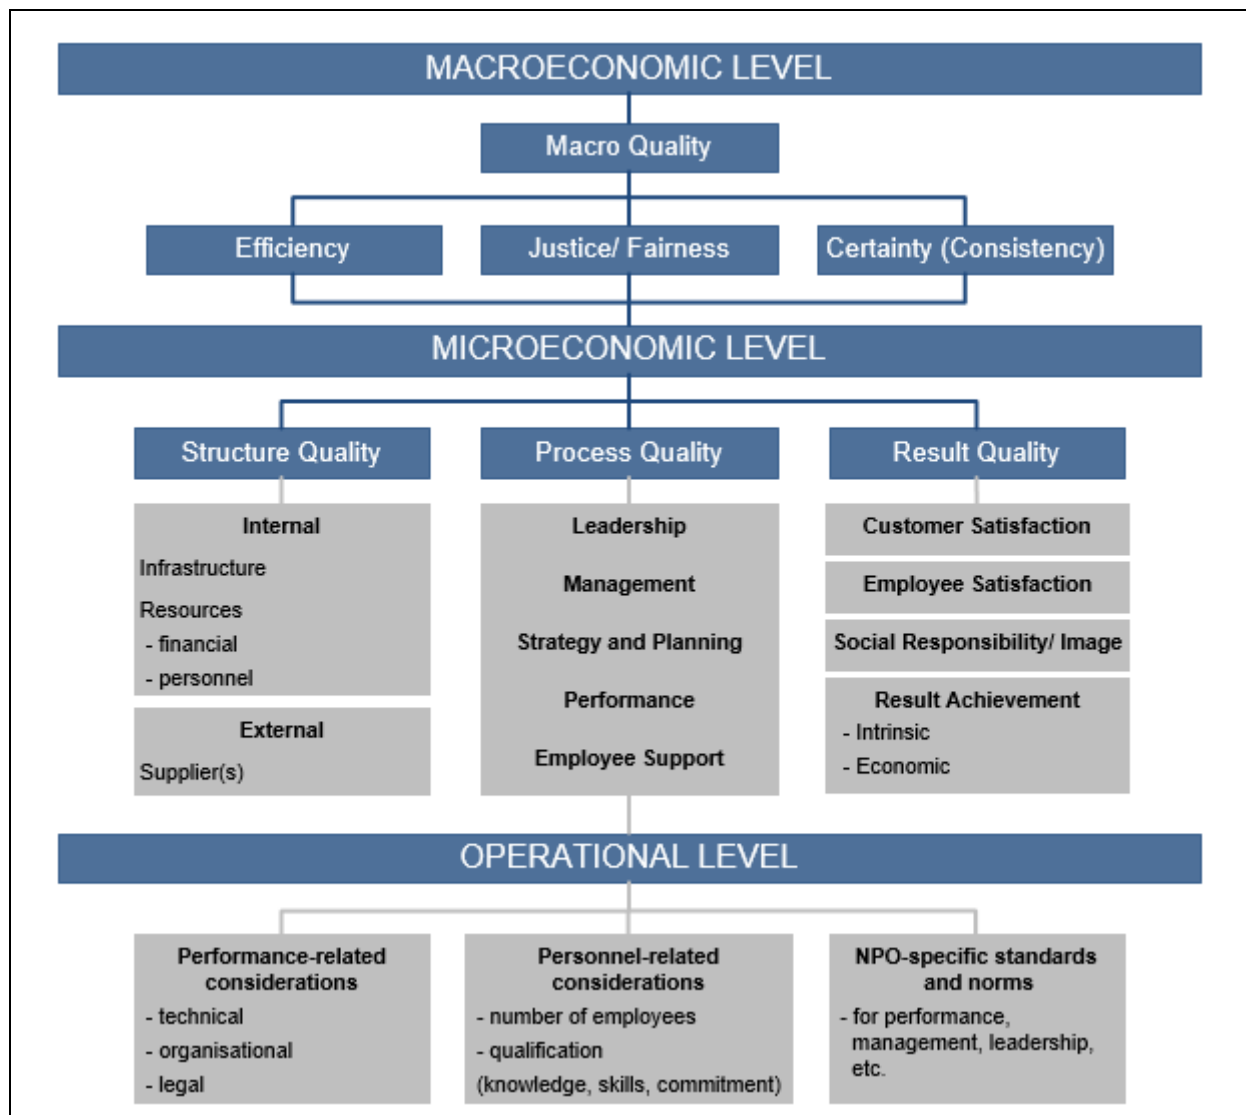 MACROECONOMIC LEVEL
Macro Quality
Efficiency
Justice/ Fairness
Certainty (Consistency)
MICROECONOMIC LEVEL
Structure Quality
Process Quality
Result Quality
Internal
Infrastructure
Resources
- financial
- personnel
External
Supplier(s)
Leadership
Management
Strategy and Planning
Performance
Employee Support
Customer Satisfaction
Employee Satisfaction
Social Responsibility/ Image
Result Achievement
- Intrinsic
- Economic
OPERATIONAL LEVEL
Performance-related
considerations
- technical
- organisational
- legal
Personnel-related
considerations
- number of employees
- qualification
(knowledge, skills, commitment)
NPO-specific standards
and norms
- for performance,
management, leadership,
etc.